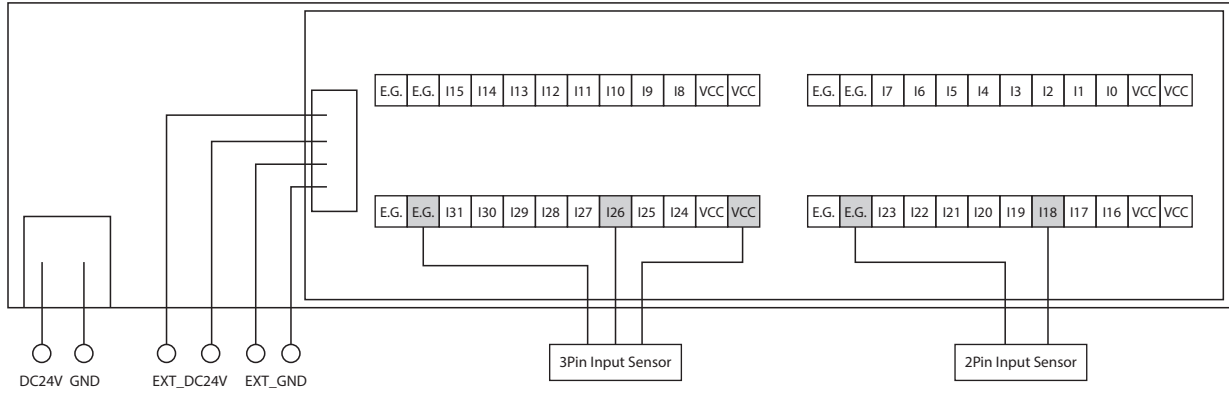 E.G. E.G. I15 I14 I13 I12 I11 I10 I9 I8 VCC VCC
E.G. E.G. I7 I6 I5 I4 I3 I2 I1 I0 VCC VCC
E.G. E.G. I31 I30 I29 I28 I27 I26 I25 I24 VCC VCC
E.G. E.G. I23 I22 I21 I20 I19 I18 I17 I16 VCC VCC
3Pin Input Sensor
2Pin Input Sensor
DC24V GND EXT_DC24V EXT_GND